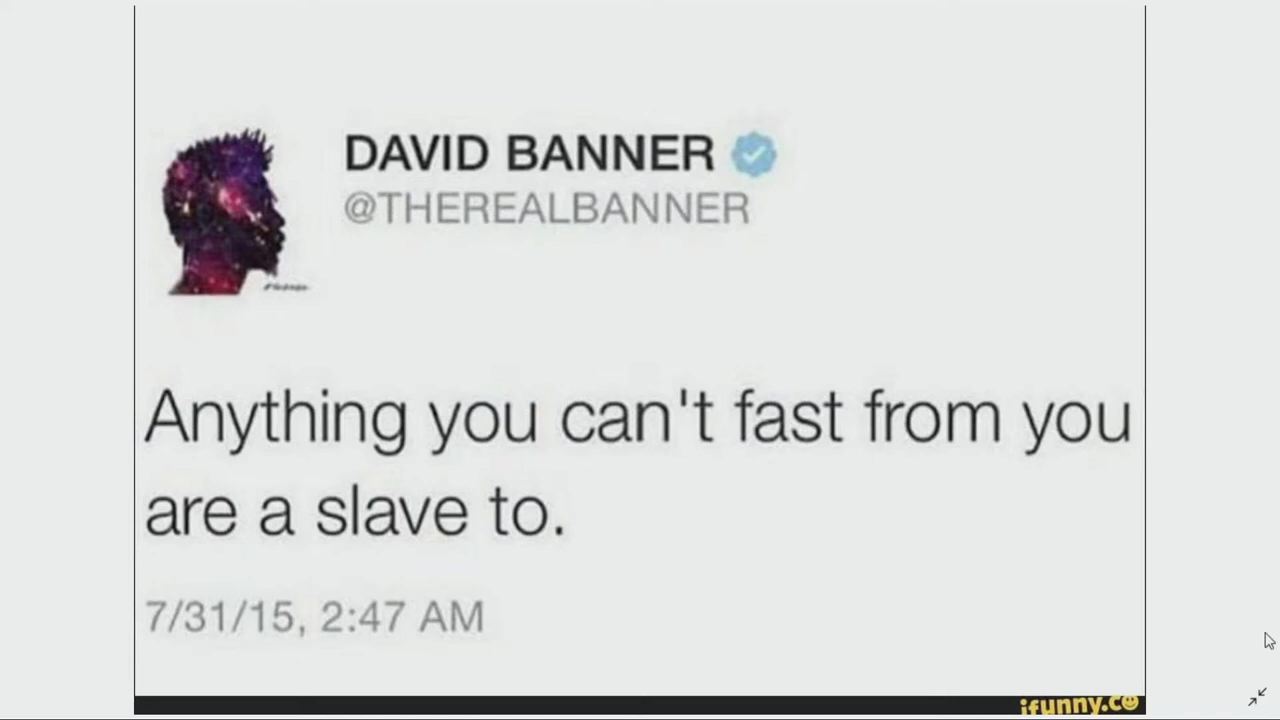 DAVID BANNER
@THEREALBANNER
Anything you can't fast from you
are a slave to.
7/31/15, 2:47 AM
ifunny.co